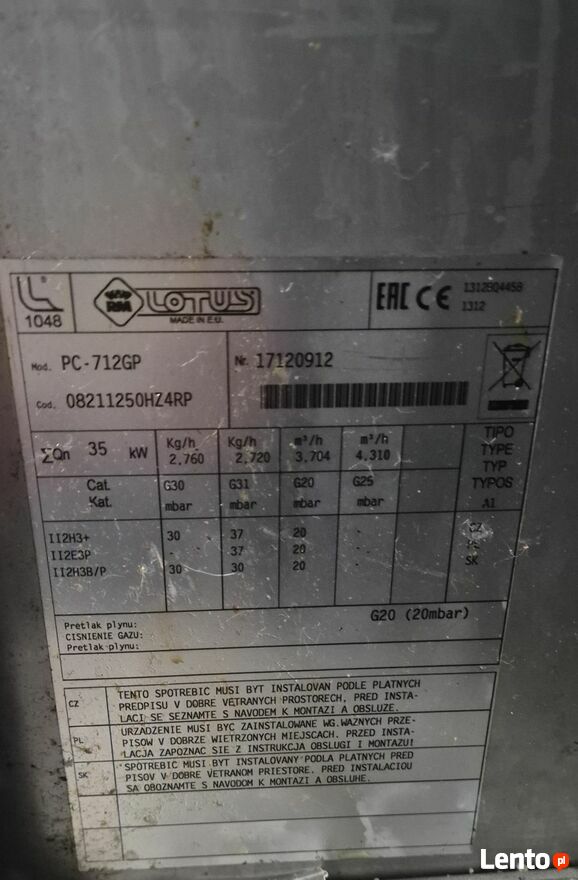 1048
RM
LOTUS
MADE IN E.U.
EAC CE
1312BQ4458
1312
Mod. PC-712GP
Nr. 17120912
Cod. 08211250HZ4RP
ΣQn 35 kW
Kg/h Kg/h m³/h m³/h
2,760 2,720 3,704 4,310
TIPO
TYPE
TYP
TYPOS
A1
Cat. G30 G31 G20 G25
Kat. mbar mbar mbar mbar
II2H3+ 30 37 20 - CZ
II2E3P - 37 20 - PL
II2H3B/P 30 30 20 - SK
Pretlak plynu:
CISNIENIE GAZU:
Pretlak plynu:
G20 (20mbar)
CZ
TENTO SPOTREBIC MUSI BYT INSTALOVAN PODLE PLATNYCH
PREDPISU V DOBRE VETRANYCH PROSTORECH, PRED INSTA-
LACI SE SEZNAMTE S NAVODEM K MONTAZI A OBSLUZE.
PL
URZADZENIE MUSI BYC ZAINSTALOWANE WG.WAZNYCH PRZE-
PISOW V DOBRZE WIETRZONYCH MIEJSCACH. PRZED INSTA-
LACJA ZAPOZNAC SIE Z INSTRUKCJA OBSLUGI I MONTAZU!
SK
SPOTREBIC MUSI BYT INSTALOVANY PODLA PLATNYCH PRED
PISOV V DOBRE VETRANOM PRIESTORE. PRED INSTALACIOU
SA OBOZNAMTE S NAVODOM K MONTAZI A OBSLUHE.
Lento.pl